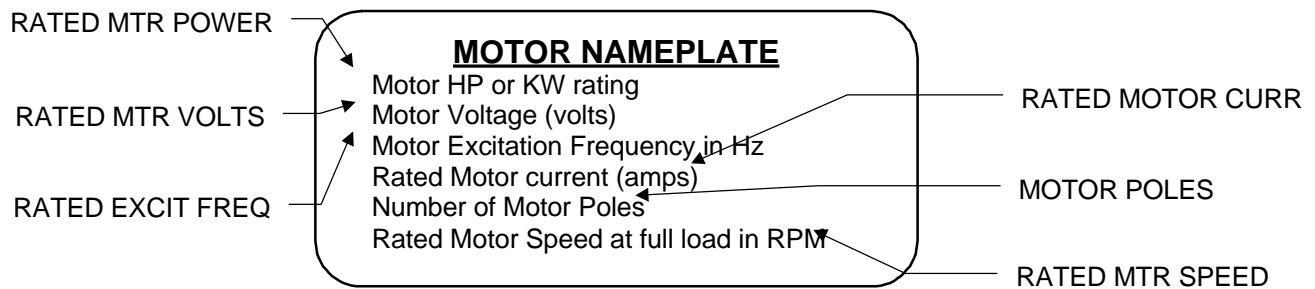 RATED MTR POWER
MOTOR NAMEPLATE
Motor HP or KW rating
RATED MTR VOLTS
Motor Voltage (volts)
RATED MOTOR CURR
Motor Excitation Frequency in Hz
Rated Motor current (amps)
RATED EXCIT FREQ
Number of Motor Poles
MOTOR POLES
Rated Motor Speed at full load in RPM
RATED MTR SPEED